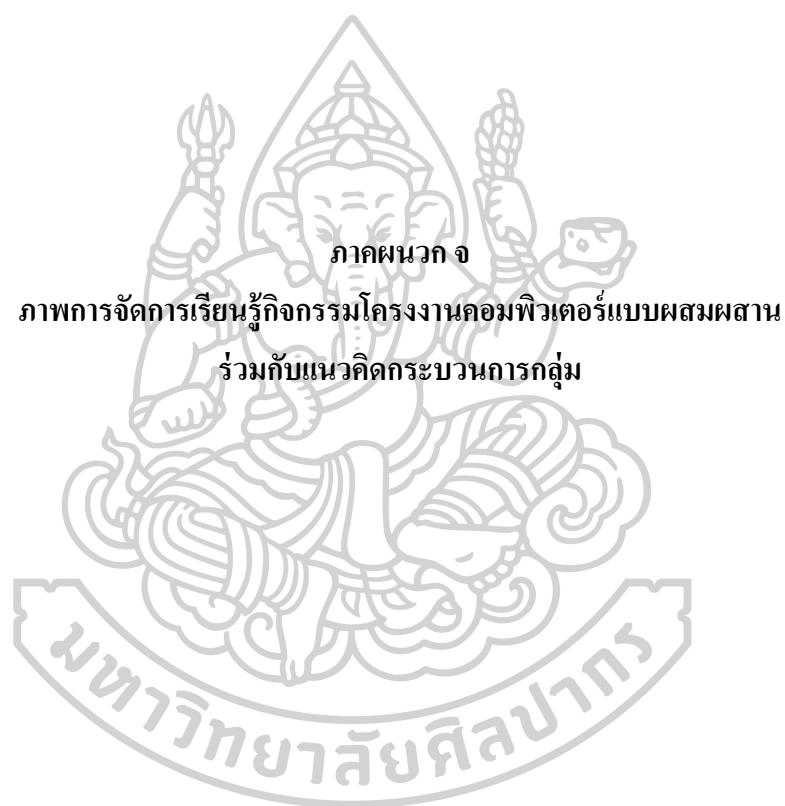 ภาคผนวก จ
ภาพการจัดการเรียนรู้กิจกรรมโครงงานคอมพิวเตอร์แบบผสมผสาน
ร่วมกับแนวคิดกระบวนการกลุ่ม
มหาวิทยาลัยศิลปากร